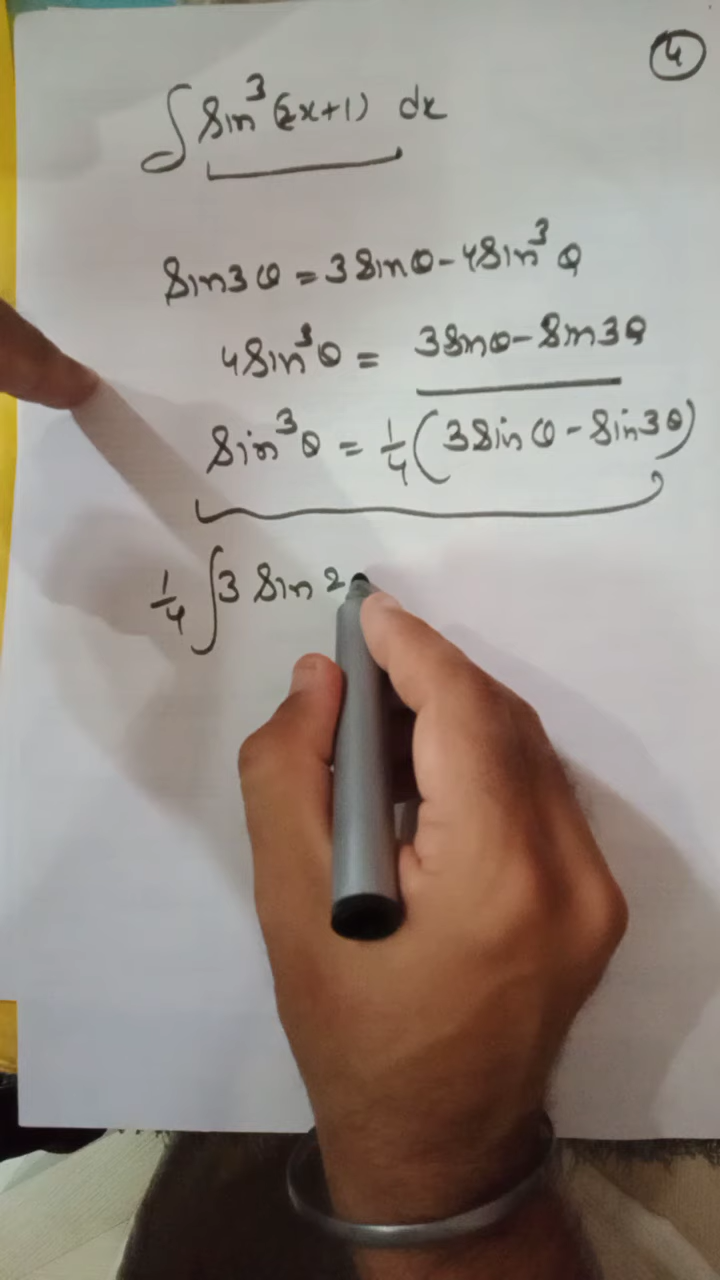 4
∫ sin³ (2x+1) dx
sin3θ = 3sinθ - 4sin³θ
4sin³θ = 3sinθ - sin3θ
sin³θ = 1/4 (3sinθ - sin3θ)
1/4 ∫ 3 sin 2